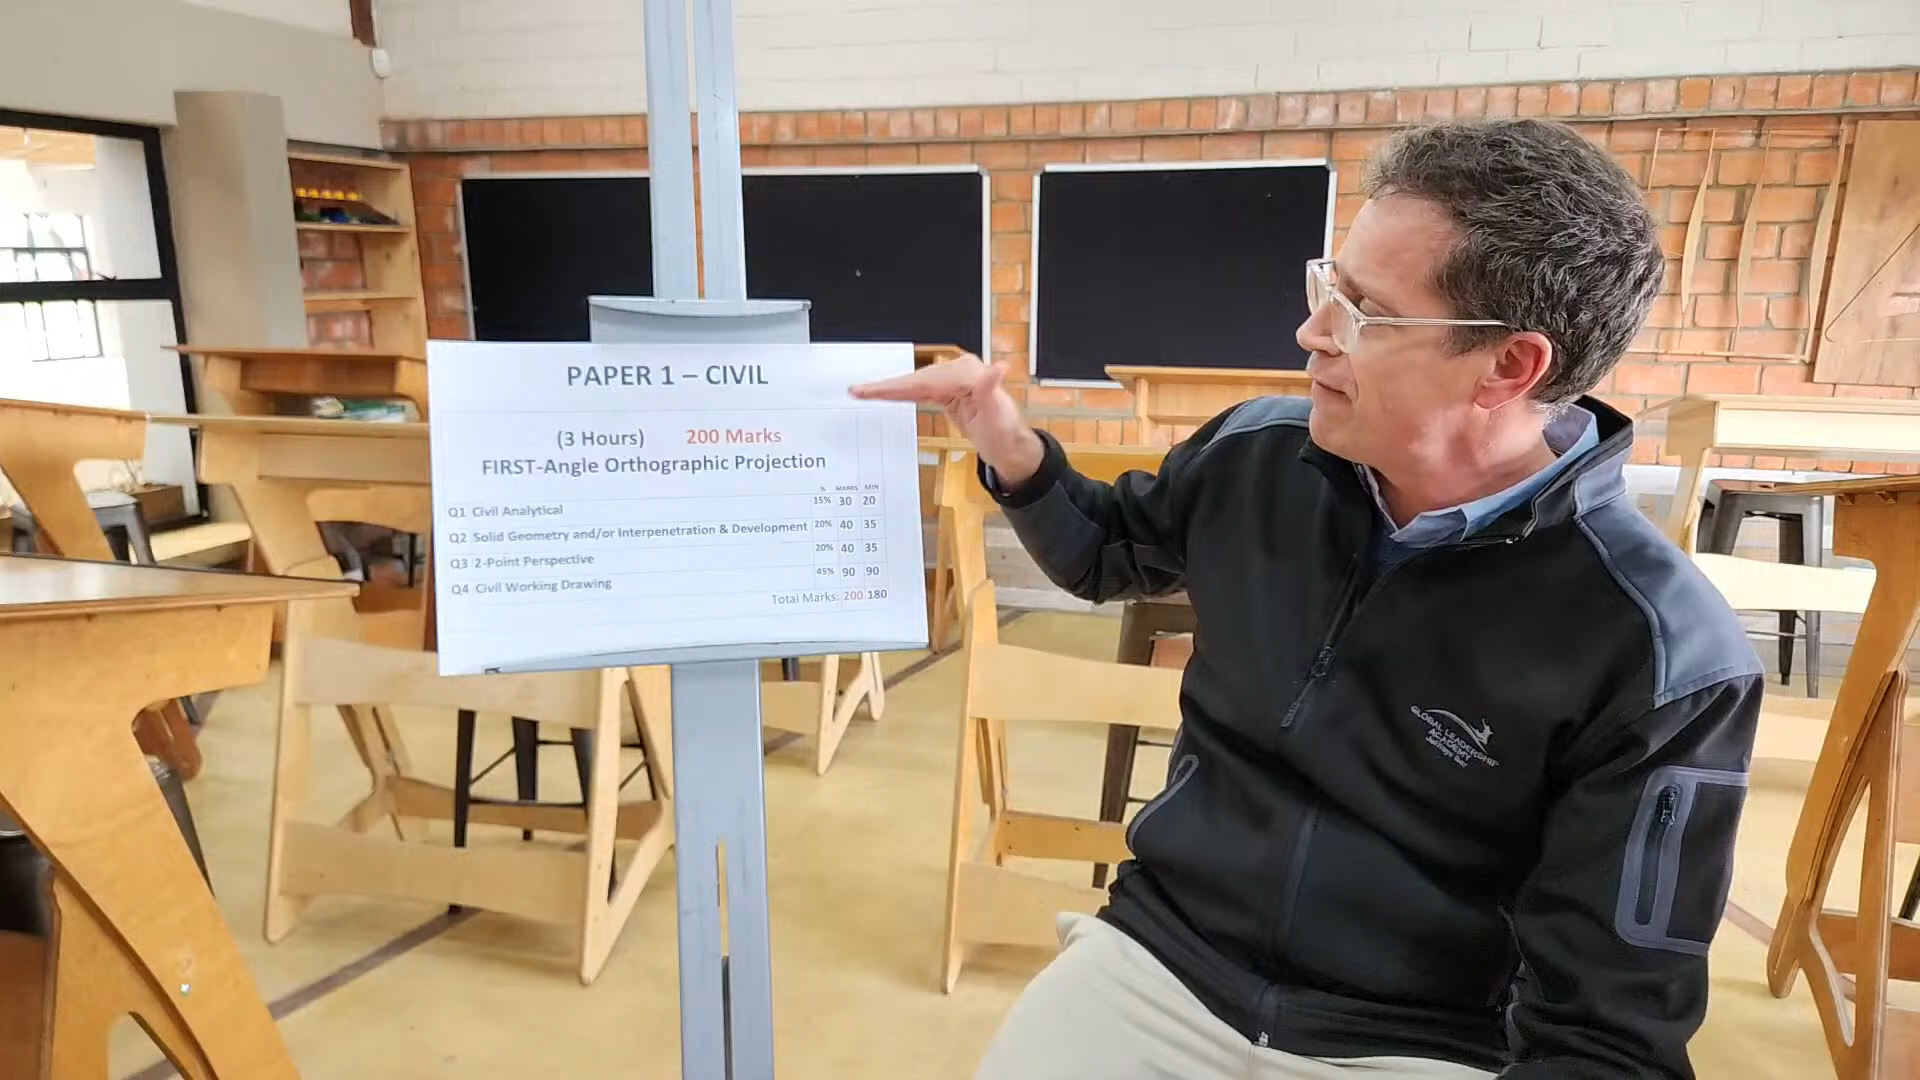 PAPER 1 – CIVIL
(3 Hours) 200 Marks
FIRST-Angle Orthographic Projection
% MARKS MIN
Q1 Civil Analytical 15% 30 20
Q2 Solid Geometry and/or Interpenetration & Development 20% 40 35
Q3 2-Point Perspective 20% 40 35
Q4 Civil Working Drawing 45% 90 90
Total Marks: 200 180
GLOBAL LEADERSHIP
ACADEMY
Jeffreys Bay